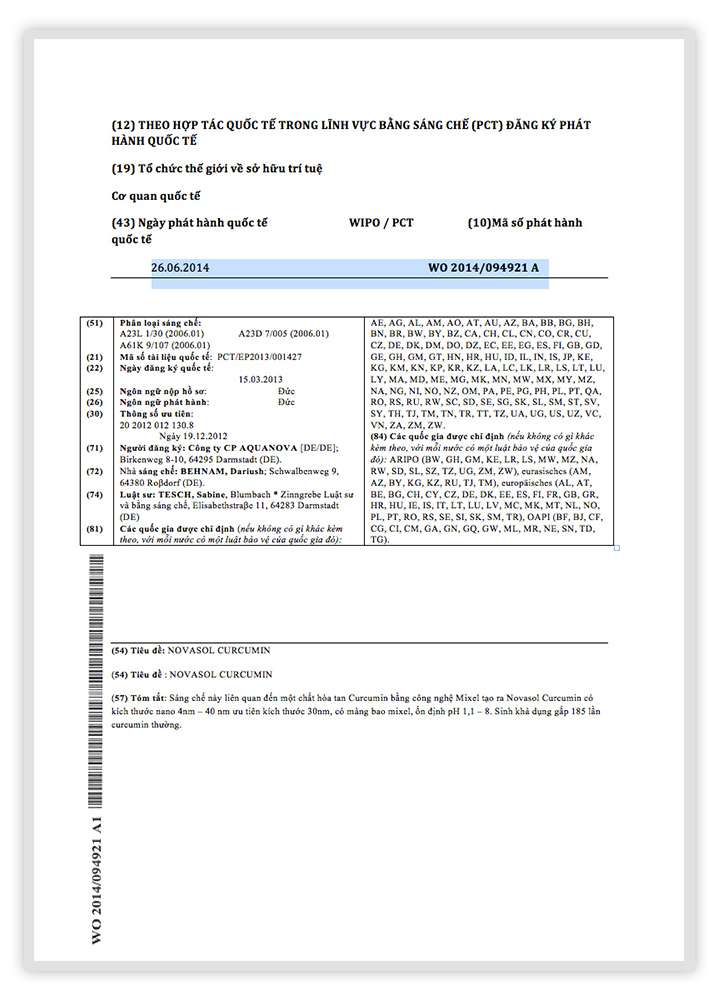 (12) THEO HỢP TÁC QUỐC TẾ TRONG LĨNH VỰC BẰNG SÁNG CHẾ (PCT) ĐĂNG KÝ PHÁT
HÀNH QUỐC TẾ
(19) Tổ chức thế giới về sở hữu trí tuệ
Cơ quan quốc tế
(43) Ngày phát hành quốc tế WIPO / PCT (10)Mã số phát hành
quốc tế
26.06.2014 WO 2014/094921 A
(51) Phân loại sáng chế:
A23L 1/30 (2006.01) A23D 7/005 (2006.01)
A61K 9/107 (2006.01)
(21) Mã số tài liệu quốc tế: PCT/EP2013/001427
(22) Ngày đăng ký quốc tế:
15.03.2013
(25) Ngôn ngữ nộp hồ sơ: Đức
(26) Ngôn ngữ phát hành: Đức
(30) Thông số ưu tiên:
20 2012 012 130.8
Ngày 19.12.2012
(71) Người đăng ký: Công ty CP AQUANOVA [DE/DE];
Birkenweg 8-10, 64295 Darmstadt (DE).
(72) Nhà sáng chế: BEHNAM, Dariush; Schwalbenweg 9,
64380 Roßdorf (DE).
(74) Luật sư: TESCH, Sabine, Blumbach * Zinngrebe Luật sư
và bằng sáng chế, Elisabethstraße 11, 64283 Darmstadt
(DE)
(81) Các quốc gia được chỉ định (nếu không có gì khác kèm
theo, với mỗi nước có một luật bảo vệ của quốc gia đó):
AE, AG, AL, AM, AO, AT, AU, AZ, BA, BB, BG, BH,
BN, BR, BW, BY, BZ, CA, CH, CL, CN, CO, CR, CU,
CZ, DE, DK, DM, DO, DZ, EC, EE, EG, ES, FI, GB, GD,
GE, GH, GM, GT, HN, HR, HU, ID, IL, IN, IS, JP, KE,
KG, KM, KN, KP, KR, KZ, LA, LC, LK, LR, LS, LT, LU,
LY, MA, MD, ME, MG, MK, MN, MW, MX, MY, MZ,
NA, NG, NI, NO, NZ, OM, PA, PE, PG, PH, PL, PT, QA,
RO, RS, RU, RW, SC, SD, SE, SG, SK, SL, SM, ST, SV,
SY, TH, TJ, TM, TN, TR, TT, TZ, UA, UG, US, UZ, VC,
VN, ZA, ZM, ZW.
(84) Các quốc gia được chỉ định (nếu không có gì khác
kèm theo, với mỗi nước có một luật bảo vệ của quốc gia
đó): ARIPO (BW, GH, GM, KE, LR, LS, MW, MZ, NA,
RW, SD, SL, SZ, TZ, UG, ZM, ZW), eurasisches (AM,
AZ, BY, KG, KZ, RU, TJ, TM), europäisches (AL, AT,
BE, BG, CH, CY, CZ, DE, DK, EE, ES, FI, FR, GB, GR,
HR, HU, IE, IS, IT, LT, LU, LV, MC, MK, MT, NL, NO,
PL, PT, RO, RS, SE, SI, SK, SM, TR), OAPI (BF, BJ, CF,
CG, CI, CM, GA, GN, GQ, GW, ML, MR, NE, SN, TD,
TG).
(54) Tiêu đề: NOVASOL CURCUMIN
(54) Tiêu đề : NOVASOL CURCUMIN
(57) Tóm tắt: Sáng chế này liên quan đến một chất hòa tan Curcumin bằng công nghệ Mixel tạo ra Novasol Curcumin có
kích thước nano 4nm – 40 nm ưu tiên kích thước 30nm, có màng bao mixel, ổn định pH 1,1 – 8. Sinh khả dụng gấp 185 lần
curcumin thường.
WO 2014/094921 A1